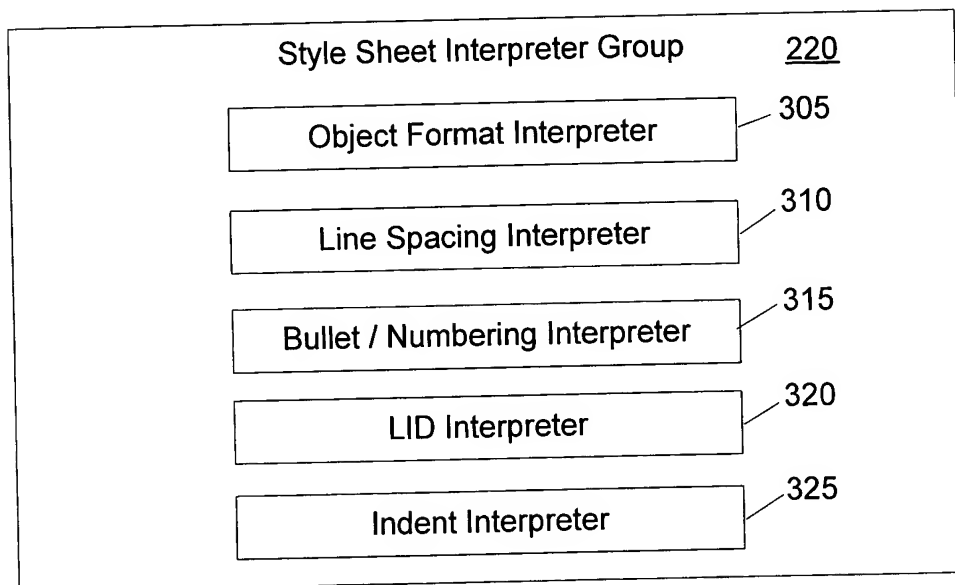 Style Sheet Interpreter Group 220
Object Format Interpreter 305
Line Spacing Interpreter 310
Bullet / Numbering Interpreter 315
LID Interpreter 320
Indent Interpreter 325